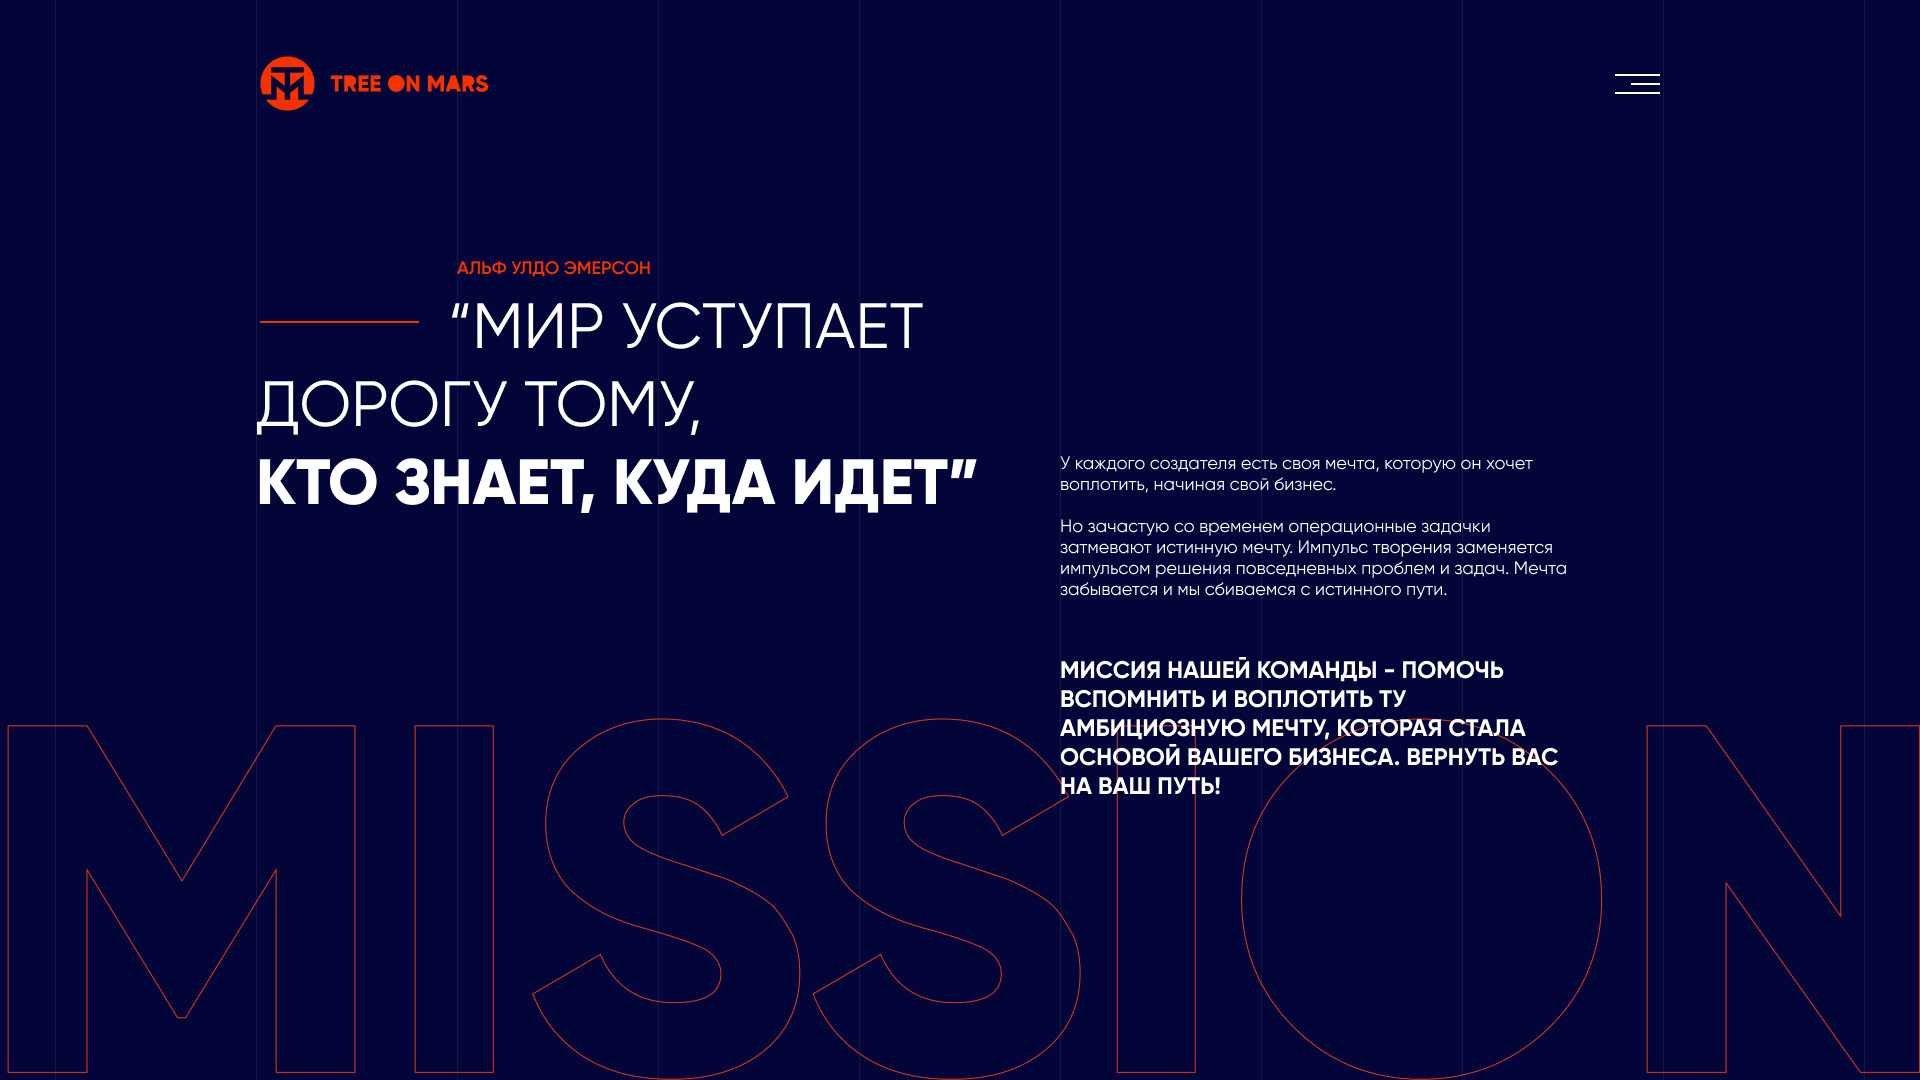 TREE ON MARS
АЛЬФ УЛДО ЭМЕРСОН
“МИР УСТУПАЕТ
ДОРОГУ ТОМУ,
КТО ЗНАЕТ, КУДА ИДЕТ”
У каждого создателя есть своя мечта, которую он хочет
воплотить, начиная свой бизнес.
Но зачастую со временем операционные задачки
затмевают истинную мечту. Импульс творения заменяется
импульсом решения повседневных проблем и задач. Мечта
забывается и мы сбиваемся с истинного пути.
МИССИЯ НАШЕЙ КОМАНДЫ - ПОМОЧЬ
ВСПОМНИТЬ И ВОПЛОТИТЬ ТУ
АМБИЦИОЗНУЮ МЕЧТУ, КОТОРАЯ СТАЛА
ОСНОВОЙ ВАШЕГО БИЗНЕСА. ВЕРНУТЬ ВАС
НА ВАШ ПУТЬ!
MISSION